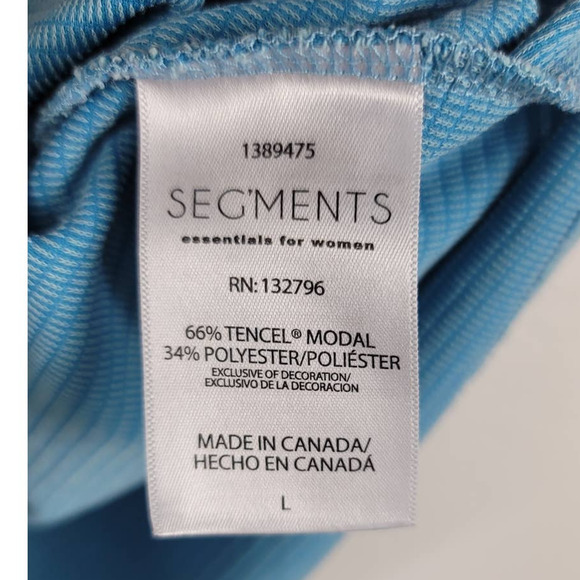 1389475
SEG'MENTS
essentials for women
RN: 132796
66% TENCEL® MODAL
34% POLYESTER/POLIÉSTER
EXCLUSIVE OF DECORATION/
EXCLUSIVO DE LA DECORACION
MADE IN CANADA/
HECHO EN CANADÁ
L